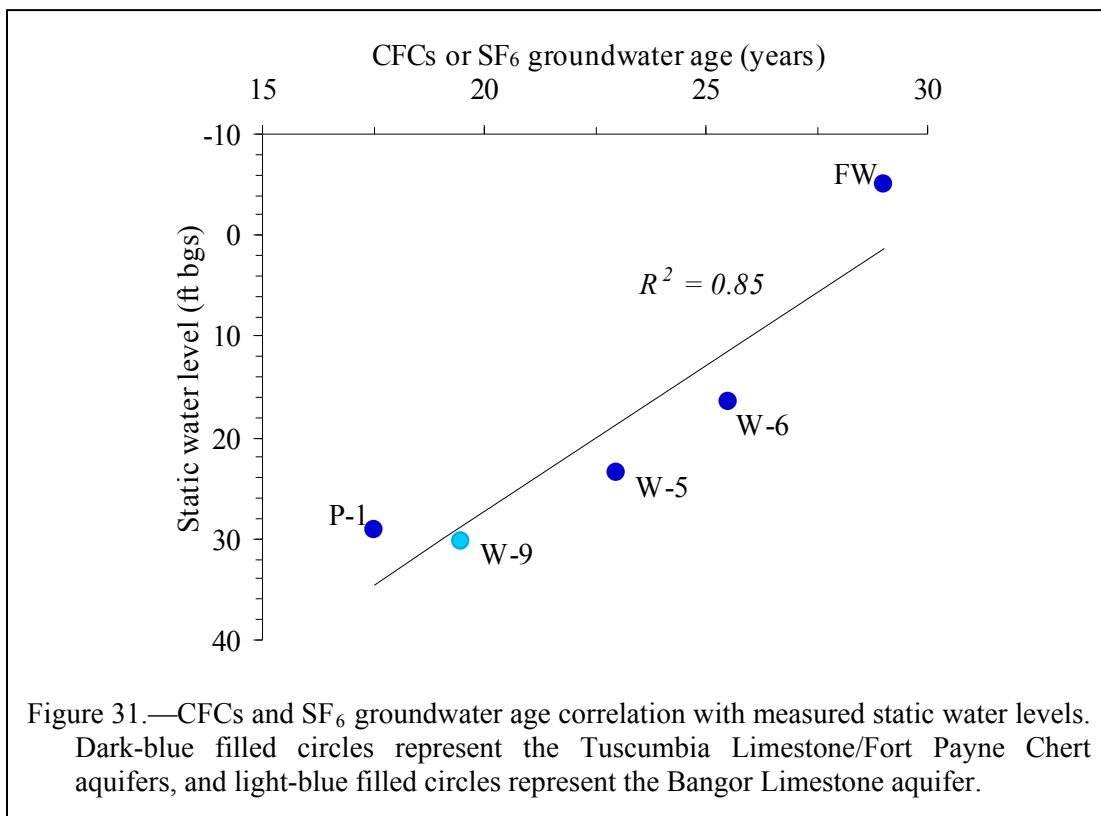 CFCs or SF₆ groundwater age (years)
15 20 25 30
-10
0
10
20
30
40
Static water level (ft bgs)
FW
R² = 0.85
W-6
W-5
P-1
W-9
Figure 31.—CFCs and SF₆ groundwater age correlation with measured static water levels.
Dark-blue filled circles represent the Tuscumbia Limestone/Fort Payne Chert
aquifers, and light-blue filled circles represent the Bangor Limestone aquifer.